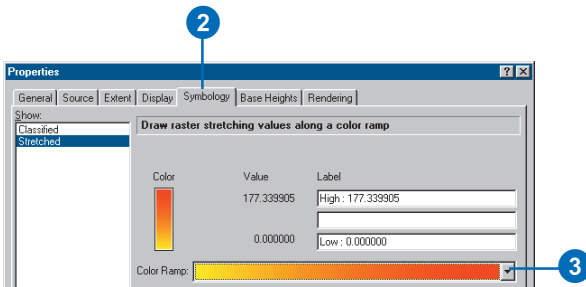 2
Properties
General Source Extent Display Symbology Base Heights Rendering
Show:
Classified
Stretched
Draw raster stretching values along a color ramp
Color Value Label
177.339905 High : 177.339905
0.000000 Low : 0.000000
Color Ramp:
3